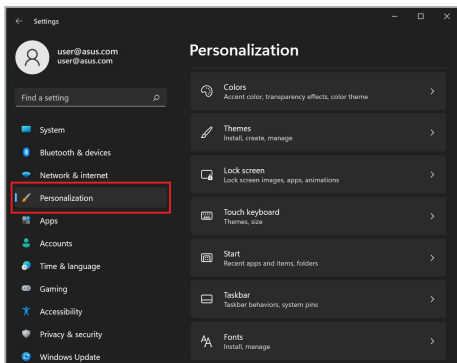 Settings
user@asus.com
user@asus.com
Find a setting
System
Bluetooth & devices
Network & internet
Personalization
Apps
Accounts
Time & language
Gaming
Accessibility
Privacy & security
Windows Update
Personalization
Colors
Accent color, transparency effects, color theme
Themes
Install, create, manage
Lock screen
Lock screen images, apps, animations
Touch keyboard
Themes, size
Start
Recent apps and items, folders
Taskbar
Taskbar behaviors, system pins
Fonts
Install, manage